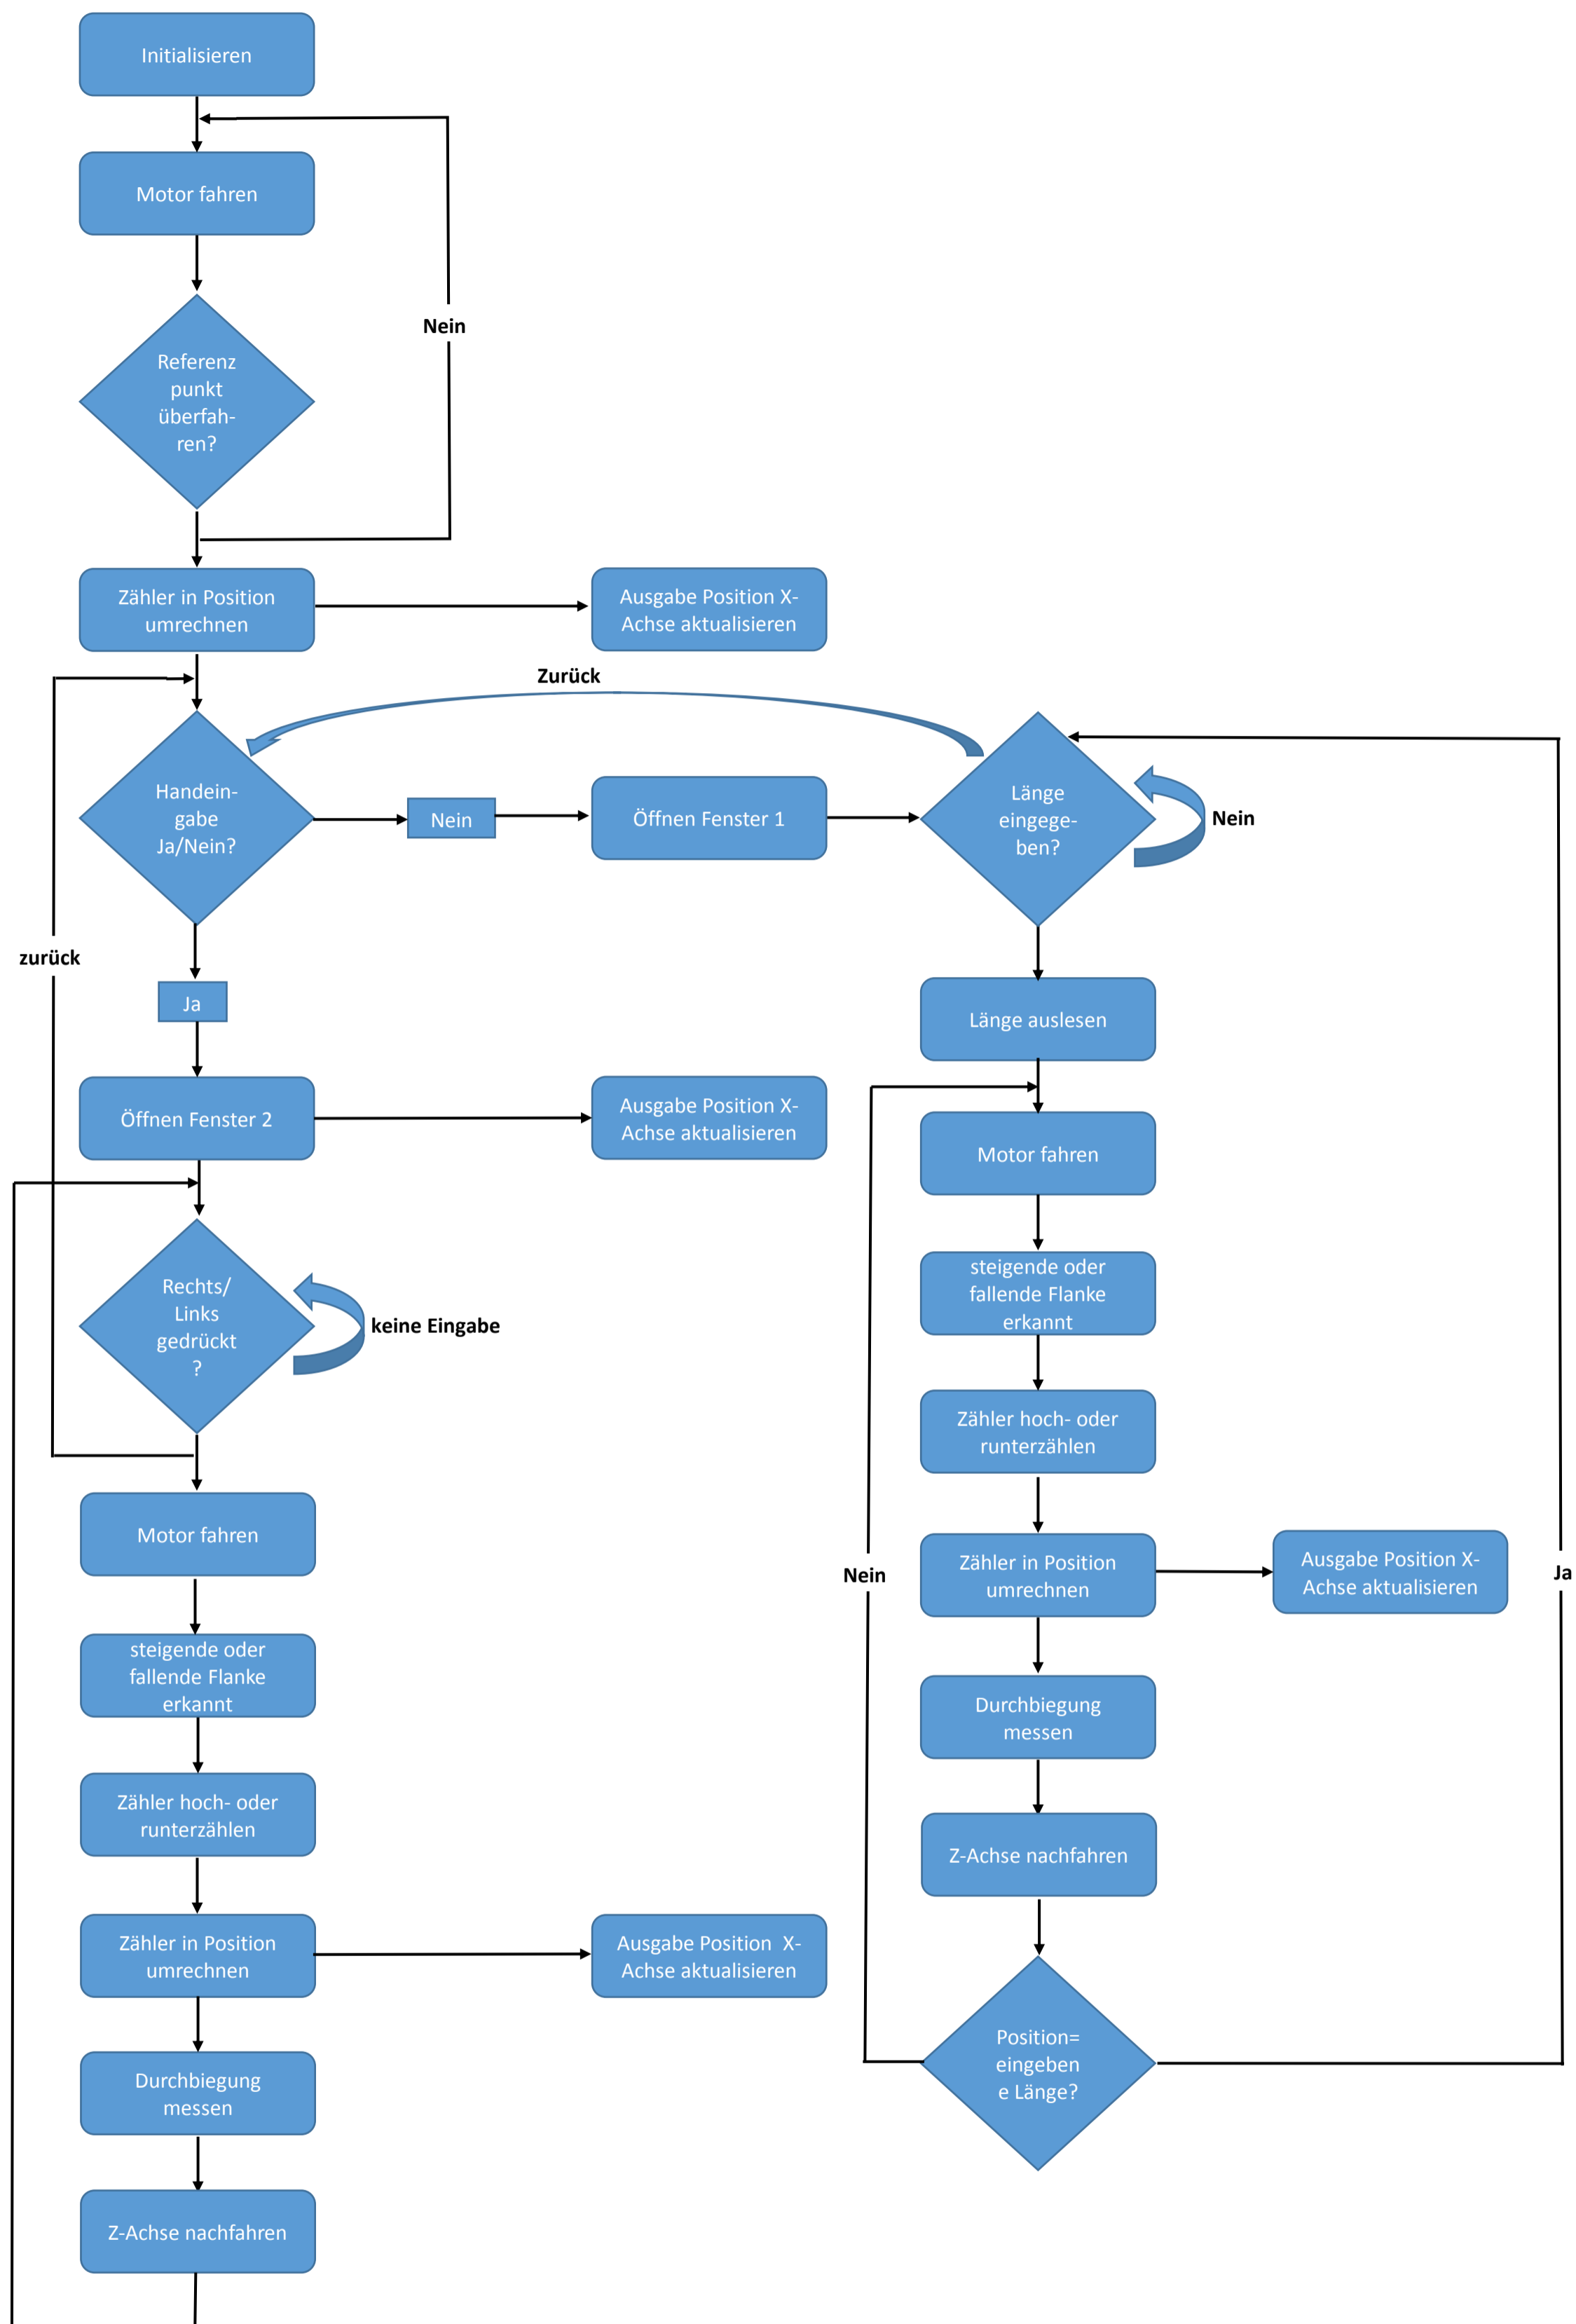 Initialisieren
Motor fahren
Nein
Referenz
punkt
überfah-
ren?
Zähler in Position
umrechnen
Ausgabe Position X-
Achse aktualisieren
Zurück
Handein-
gabe
Ja/Nein?
Nein
Öffnen Fenster 1
Länge
eingege-
ben?
Nein
zurück
Ja
Länge auslesen
Öffnen Fenster 2
Ausgabe Position X-
Achse aktualisieren
Motor fahren
Rechts/
Links
gedrückt
?
keine Eingabe
steigende oder
fallende Flanke
erkannt
Zähler hoch- oder
runterzählen
Motor fahren
Nein
Zähler in Position
umrechnen
Ausgabe Position X-
Achse aktualisieren
Ja
steigende oder
fallende Flanke
erkannt
Durchbiegung
messen
Zähler hoch- oder
runterzählen
Z-Achse nachfahren
Zähler in Position
umrechnen
Ausgabe Position  X-
Achse aktualisieren
Position=
eingeben
e Länge?
Durchbiegung
messen
Z-Achse nachfahren